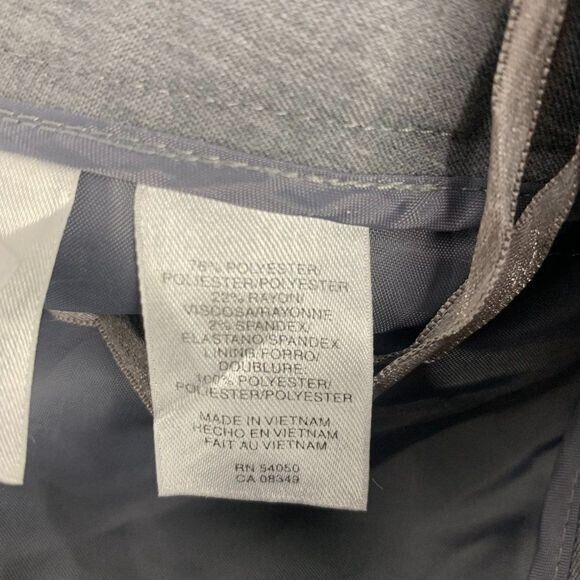 76% POLYESTER/
POLIESTER/POLYESTER
22% RAYON/
VISCOSA/RAYONNE
2% SPANDEX/
ELASTANO/SPANDEX
LINING/FORRO/
DOUBLURE:
100% POLYESTER/
POLIESTER/POLYESTER
MADE IN VIETNAM
HECHO EN VIETNAM
FAIT AU VIETNAM
RN 54050
CA 08349